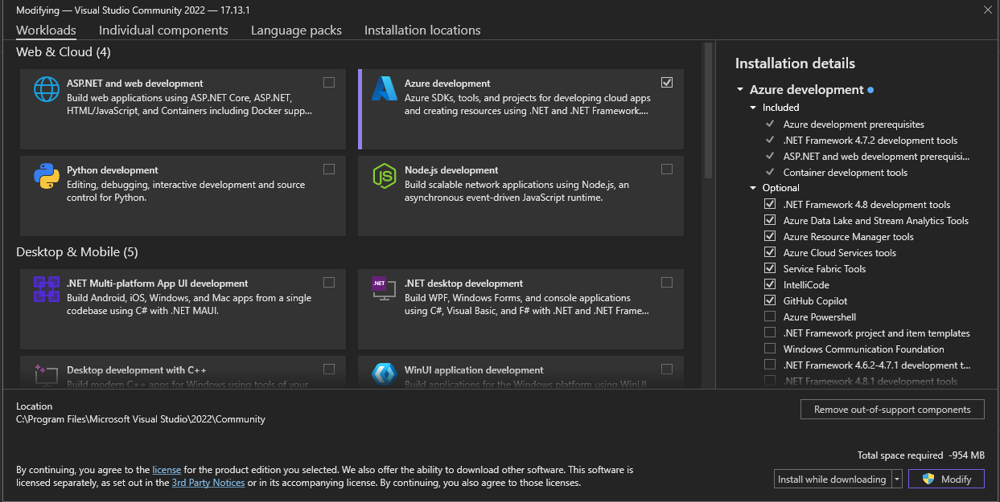 Modifying — Visual Studio Community 2022 — 17.13.1
Workloads Individual components Language packs Installation locations
Web & Cloud (4)
ASP.NET and web development
Build web applications using ASP.NET Core, ASP.NET,
HTML/JavaScript, and Containers including Docker supp...
Azure development
Azure SDKs, tools, and projects for developing cloud apps
and creating resources using .NET and .NET Framework....
Python development
Editing, debugging, interactive development and source
control for Python.
Node.js development
Build scalable network applications using Node.js, an
asynchronous event-driven JavaScript runtime.
Desktop & Mobile (5)
.NET Multi-platform App UI development
Build Android, iOS, Windows, and Mac apps from a single
codebase using C# with .NET MAUI.
.NET
.NET desktop development
Build WPF, Windows Forms, and console applications
using C#, Visual Basic, and F# with .NET and .NET Frame...
Desktop development with C++
Build modern C++ apps for Windows using tools of your
WinUI application development
Build applications for the Windows platform using WinUI
Installation details
Azure development
Included
Azure development prerequisites
.NET Framework 4.7.2 development tools
ASP.NET and web development prerequisi...
Container development tools
Optional
.NET Framework 4.8 development tools
Azure Data Lake and Stream Analytics Tools
Azure Resource Manager tools
Azure Cloud Services tools
Service Fabric Tools
IntelliCode
GitHub Copilot
Azure Powershell
.NET Framework project and item templates
Windows Communication Foundation
.NET Framework 4.6.2-4.7.1 development t...
.NET Framework 4.8.1 development tools
Location
C:\Program Files\Microsoft Visual Studio\2022\Community
Remove out-of-support components
Total space required -954 MB
By continuing, you agree to the license for the product edition you selected. We also offer the ability to download other software. This software is
licensed separately, as set out in the 3rd Party Notices or in its accompanying license. By continuing, you also agree to those licenses.
Install while downloading
Modify